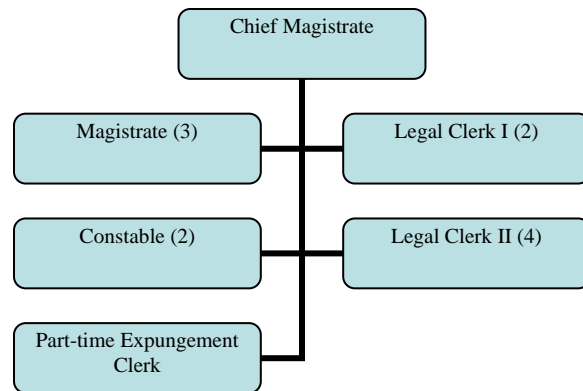 Chief Magistrate
Magistrate (3)
Legal Clerk I (2)
Constable (2)
Legal Clerk II (4)
Part-time Expungement
Clerk